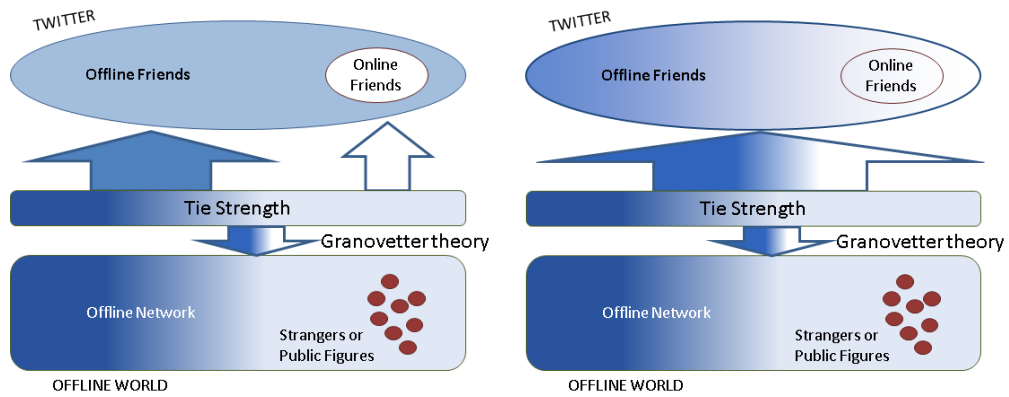 TWITTER
Offline Friends
Online
Friends
Tie Strength
Granovetter theory
Offline Network
Strangers or
Public Figures
OFFLINE WORLD
TWITTER
Offline Friends
Online
Friends
Tie Strength
Granovetter theory
Offline Network
Strangers or
Public Figures
OFFLINE WORLD